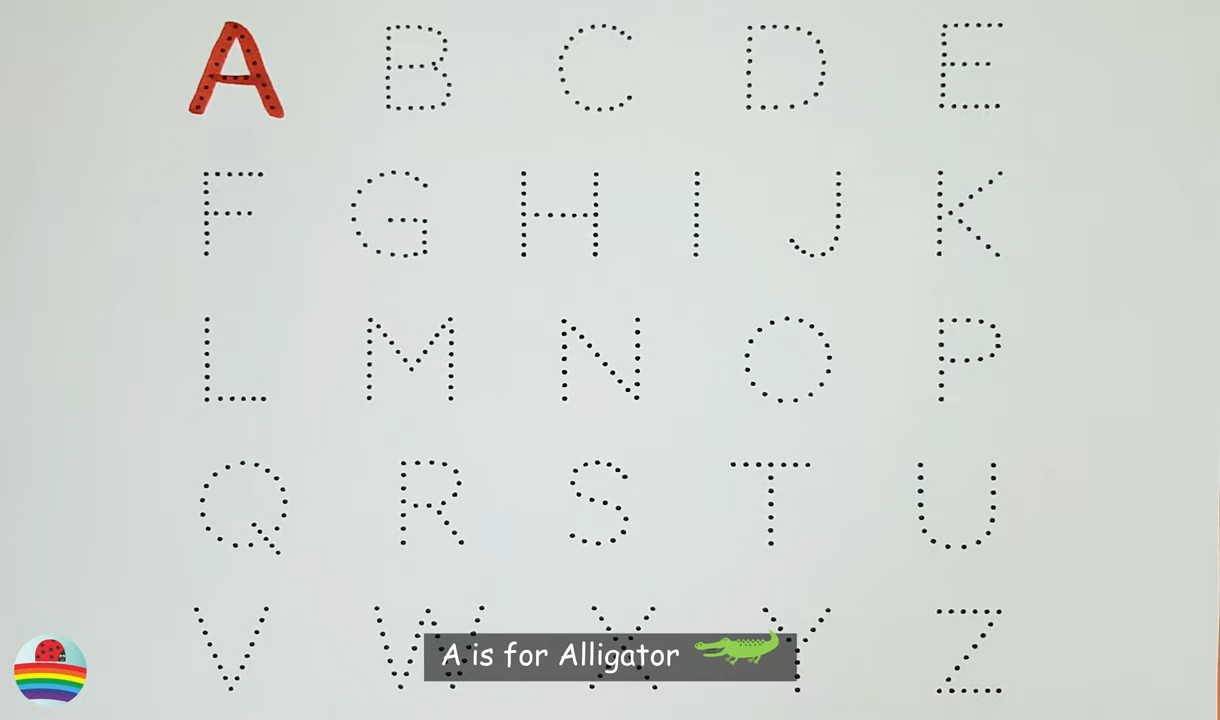 A B C D E
F G H I J K
L M N O P
Q R S T U
V W X Y Z
A is for Alligator